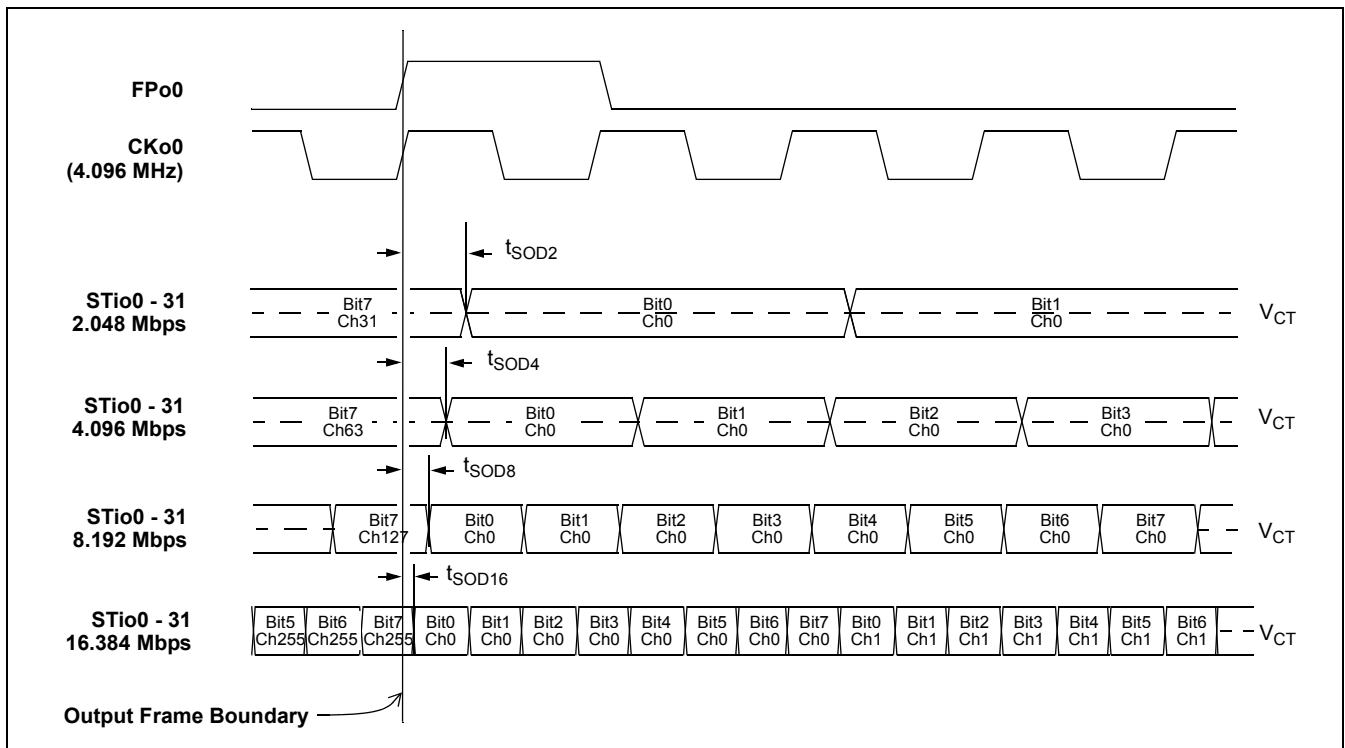 FPo0
CKo0
(4.096 MHz)
tSOD2
STio0 - 31
2.048 Mbps
Bit7
Ch31
Bit0
Ch0
Bit1
Ch0
VCT
tSOD4
STio0 - 31
4.096 Mbps
Bit7
Ch63
Bit0
Ch0
Bit1
Ch0
Bit2
Ch0
Bit3
Ch0
VCT
tSOD8
STio0 - 31
8.192 Mbps
Bit7
Ch127
Bit0
Ch0
Bit1
Ch0
Bit2
Ch0
Bit3
Ch0
Bit4
Ch0
Bit5
Ch0
Bit6
Ch0
Bit7
Ch0
VCT
tSOD16
STio0 - 31
16.384 Mbps
Bit5
Ch255
Bit6
Ch255
Bit7
Ch255
Bit0
Ch0
Bit1
Ch0
Bit2
Ch0
Bit3
Ch0
Bit4
Ch0
Bit5
Ch0
Bit6
Ch0
Bit7
Ch0
Bit0
Ch1
Bit1
Ch1
Bit2
Ch1
Bit3
Ch1
Bit4
Ch1
Bit5
Ch1
Bit6
Ch1
VCT
Output Frame Boundary